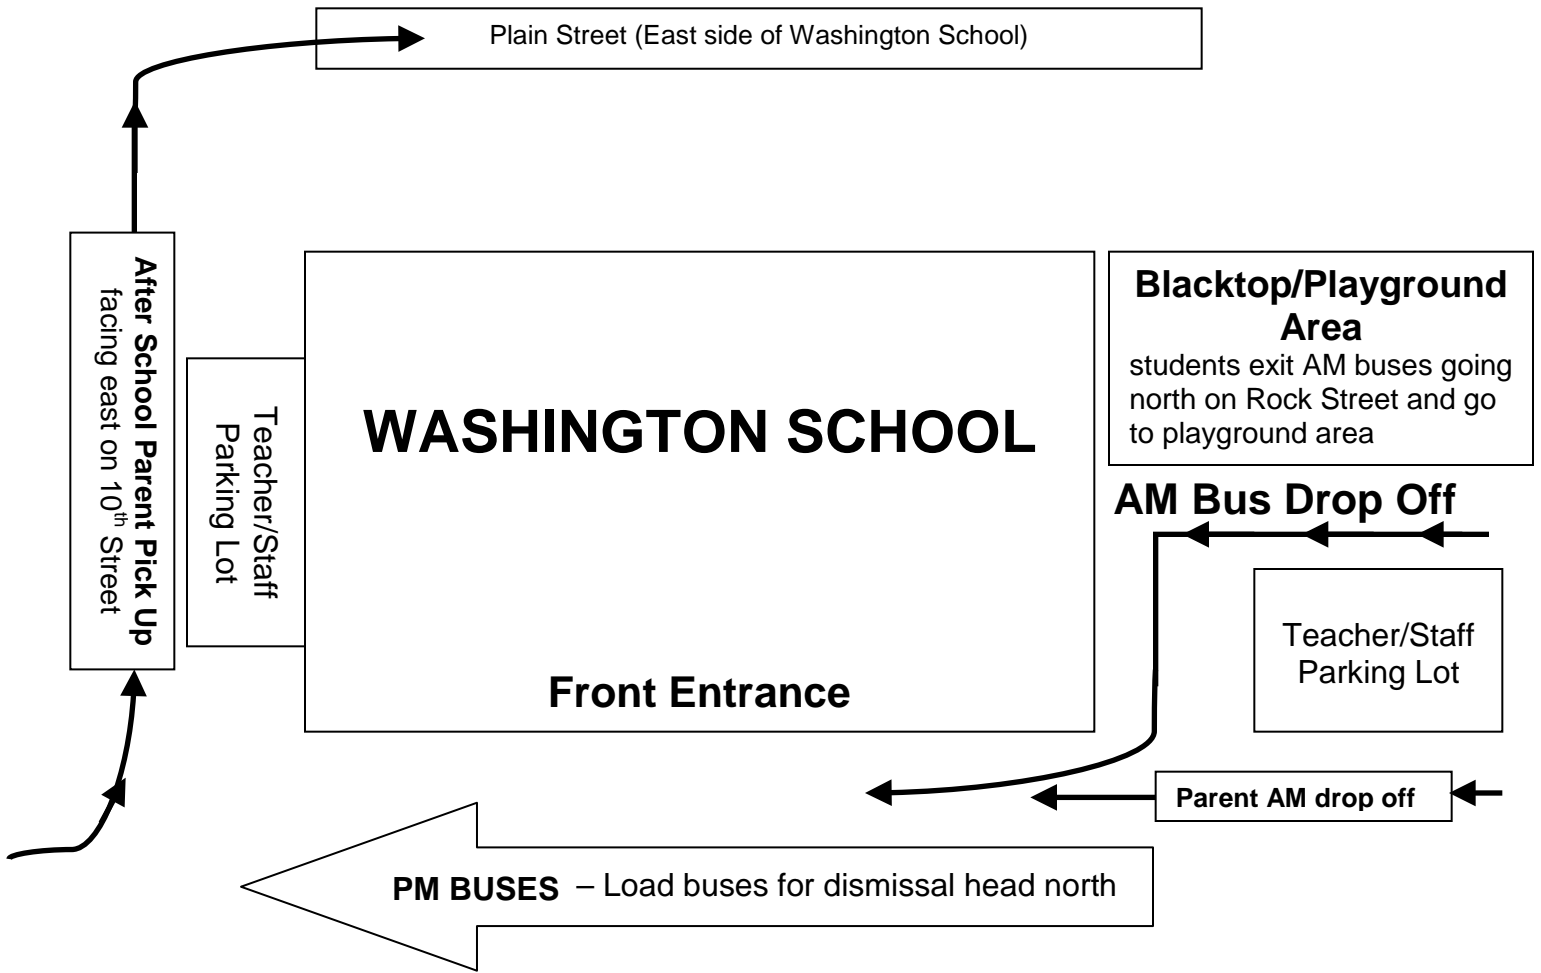 Plain Street (East side of Washington School)
After School Parent Pick Up
facing east on 10th Street
Teacher/Staff
Parking Lot
WASHINGTON SCHOOL
Front Entrance
Blacktop/Playground
Area
students exit AM buses going
north on Rock Street and go
to playground area
AM Bus Drop Off
Teacher/Staff
Parking Lot
Parent AM drop off
PM BUSES – Load buses for dismissal head north